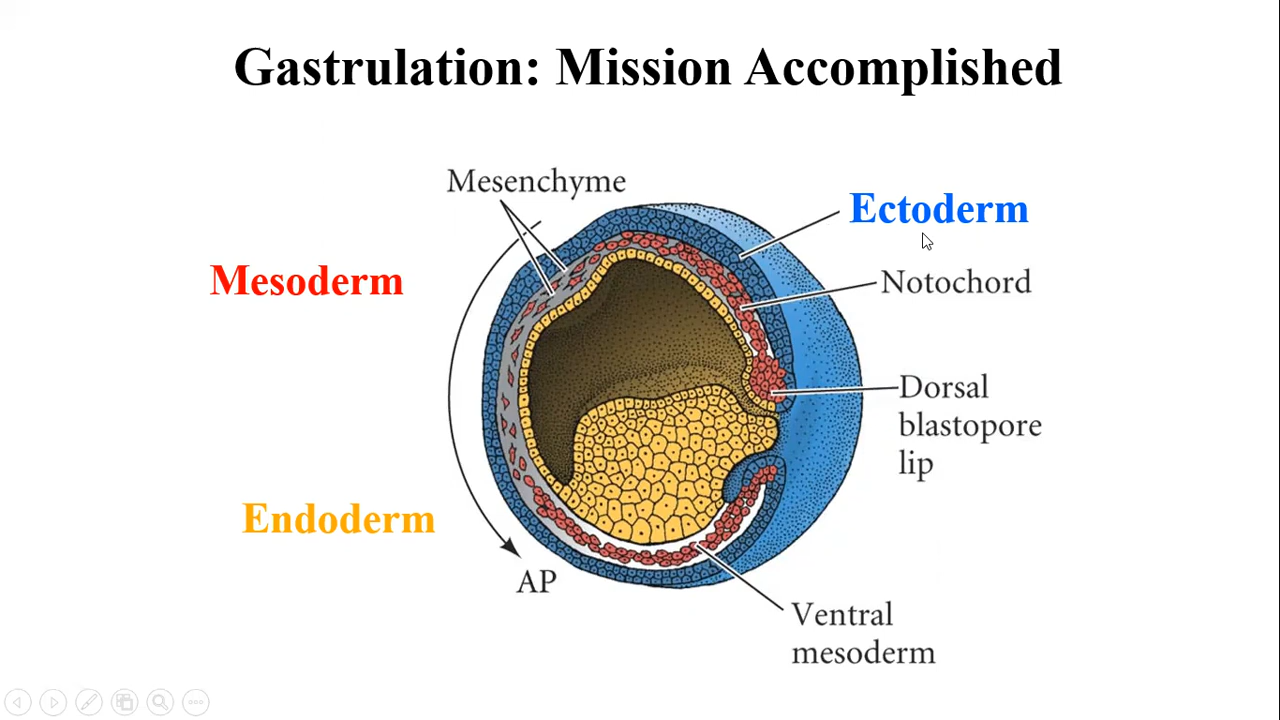 Gastrulation: Mission Accomplished
Mesenchyme
Ectoderm
Mesoderm
Notochord
Dorsal
blastopore
lip
Endoderm
AP
Ventral
mesoderm